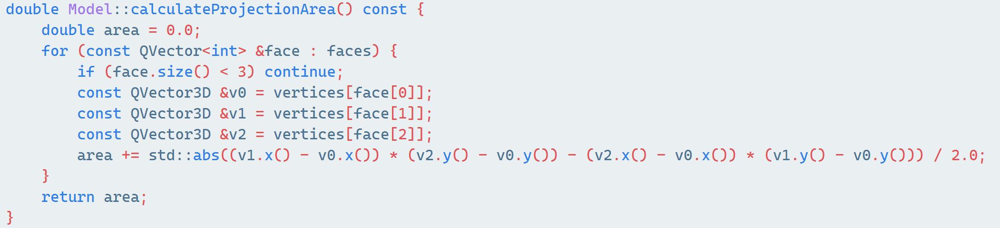 double Model::calculateProjectionArea() const {
    double area = 0.0;
    for (const QVector<int> &face : faces) {
        if (face.size() < 3) continue;
        const QVector3D &v0 = vertices[face[0]];
        const QVector3D &v1 = vertices[face[1]];
        const QVector3D &v2 = vertices[face[2]];
        area += std::abs((v1.x() - v0.x()) * (v2.y() - v0.y()) - (v2.x() - v0.x()) * (v1.y() - v0.y())) / 2.0;
    }
    return area;
}